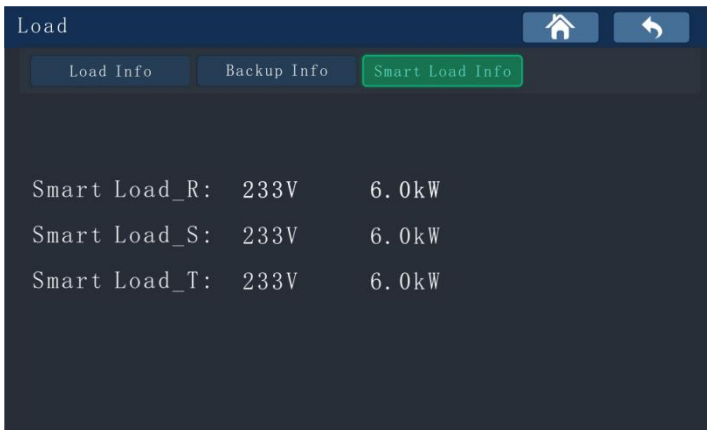 Load
Load Info Backup Info Smart Load Info
Smart Load_R: 233V 6.0kW
Smart Load_S: 233V 6.0kW
Smart Load_T: 233V 6.0kW